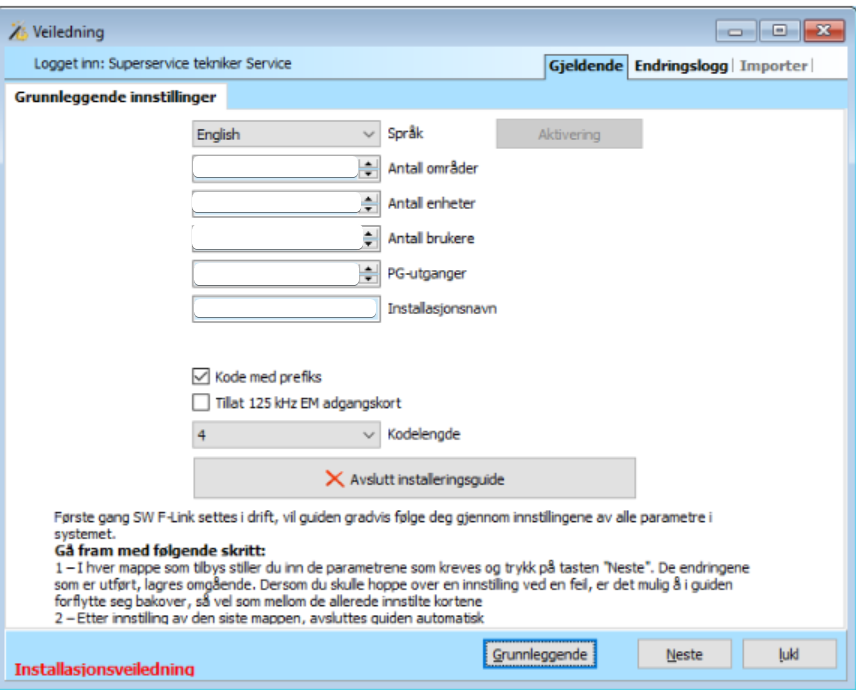 Veiledning
Logget inn: Superservice tekniker Service
Gjeldende Endringslogg Importer
Grunnleggende innstillinger
English Språk Aktivering
Antall områder
Antall enheter
Antall brukere
PG-utganger
Installasjonsnavn
Kode med prefiks
Tillat 125 kHz EM adgangskort
4 Kodelengde
Avslutt installeringsguide
Første gang SW F-Link settes i drift, vil guiden gradvis følge deg gjennom innstillingene av alle parametre i
systemet.
Gå fram med følgende skritt:
1 – I hver mappe som tilbys stiller du inn de parametrene som kreves og trykk på tasten "Neste". De endringene
som er utført, lagres omgående. Dersom du skulle hoppe over en innstiling ved en feil, er det mulig å i guiden
forflytte seg bakover, så vel som mellom de allerede innstilte kortene
2 – Etter innstilling av den siste mappen, avsluttes guiden automatisk
Grunnleggende Neste lukl
Installasjonsveiledning